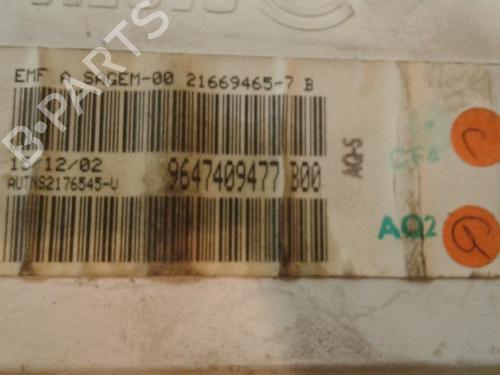 EMF A SAGEM-00 21669465-7 B
12/02
9647409477 B00
AUTNS2176545-V
AQ-S
CF4
AQ2
B-PARTS